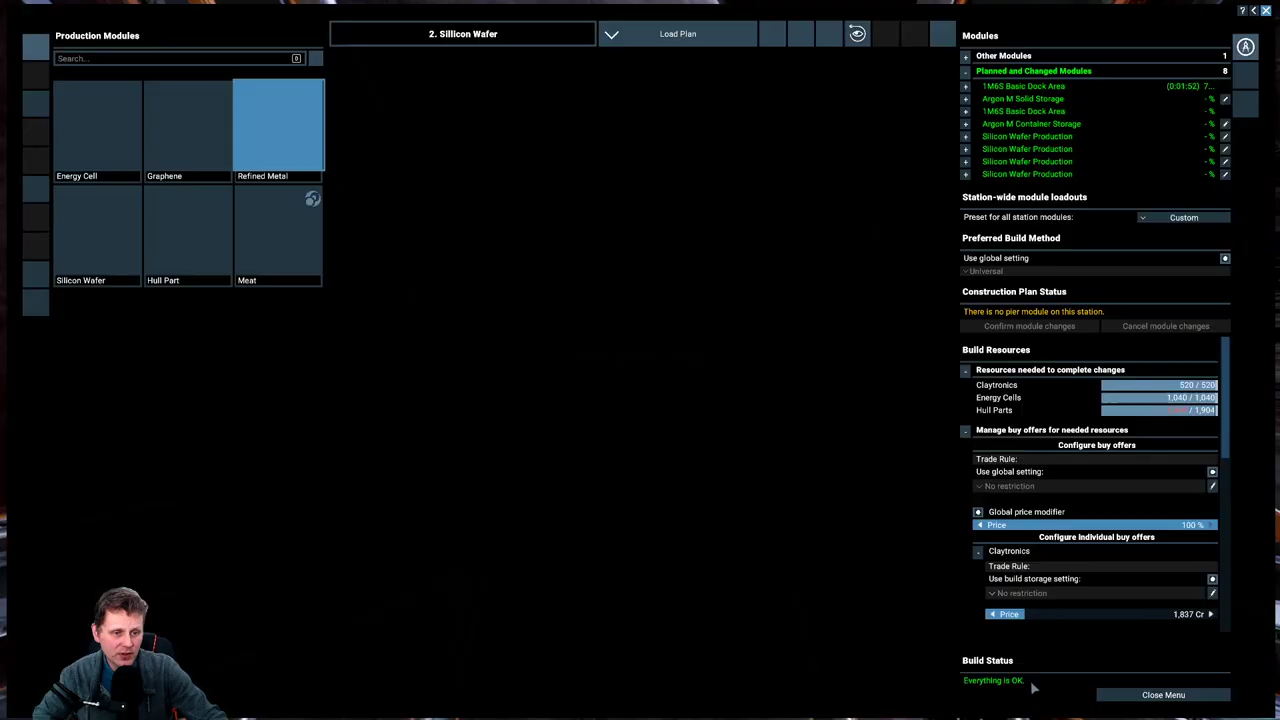 Production Modules
Search...
0
Energy Cell
Graphene
Refined Metal
Silicon Wafer
Hull Part
Meat
2. Sillicon Wafer
Load Plan
?
Modules
Other Modules 1
Planned and Changed Modules 8
1M6S Basic Dock Area (0:01:52) 7...
Argon M Solid Storage - %
1M6S Basic Dock Area - %
Argon M Container Storage - %
Silicon Wafer Production - %
Silicon Wafer Production - %
Silicon Wafer Production - %
Silicon Wafer Production - %
Station-wide module loadouts
Preset for all station modules: Custom
Preferred Build Method
Use global setting
Universal
Construction Plan Status
There is no pier module on this station.
Confirm module changes Cancel module changes
Build Resources
Resources needed to complete changes
Claytronics 520 / 520
Energy Cells 1,040 / 1,040
Hull Parts / 1,904
Manage buy offers for needed resources
Configure buy offers
Trade Rule:
Use global setting:
No restriction
Global price modifier
Price 100 %
Configure individual buy offers
Claytronics
Trade Rule:
Use build storage setting:
No restriction
Price 1,837 Cr
Build Status
Everything is OK.
Close Menu